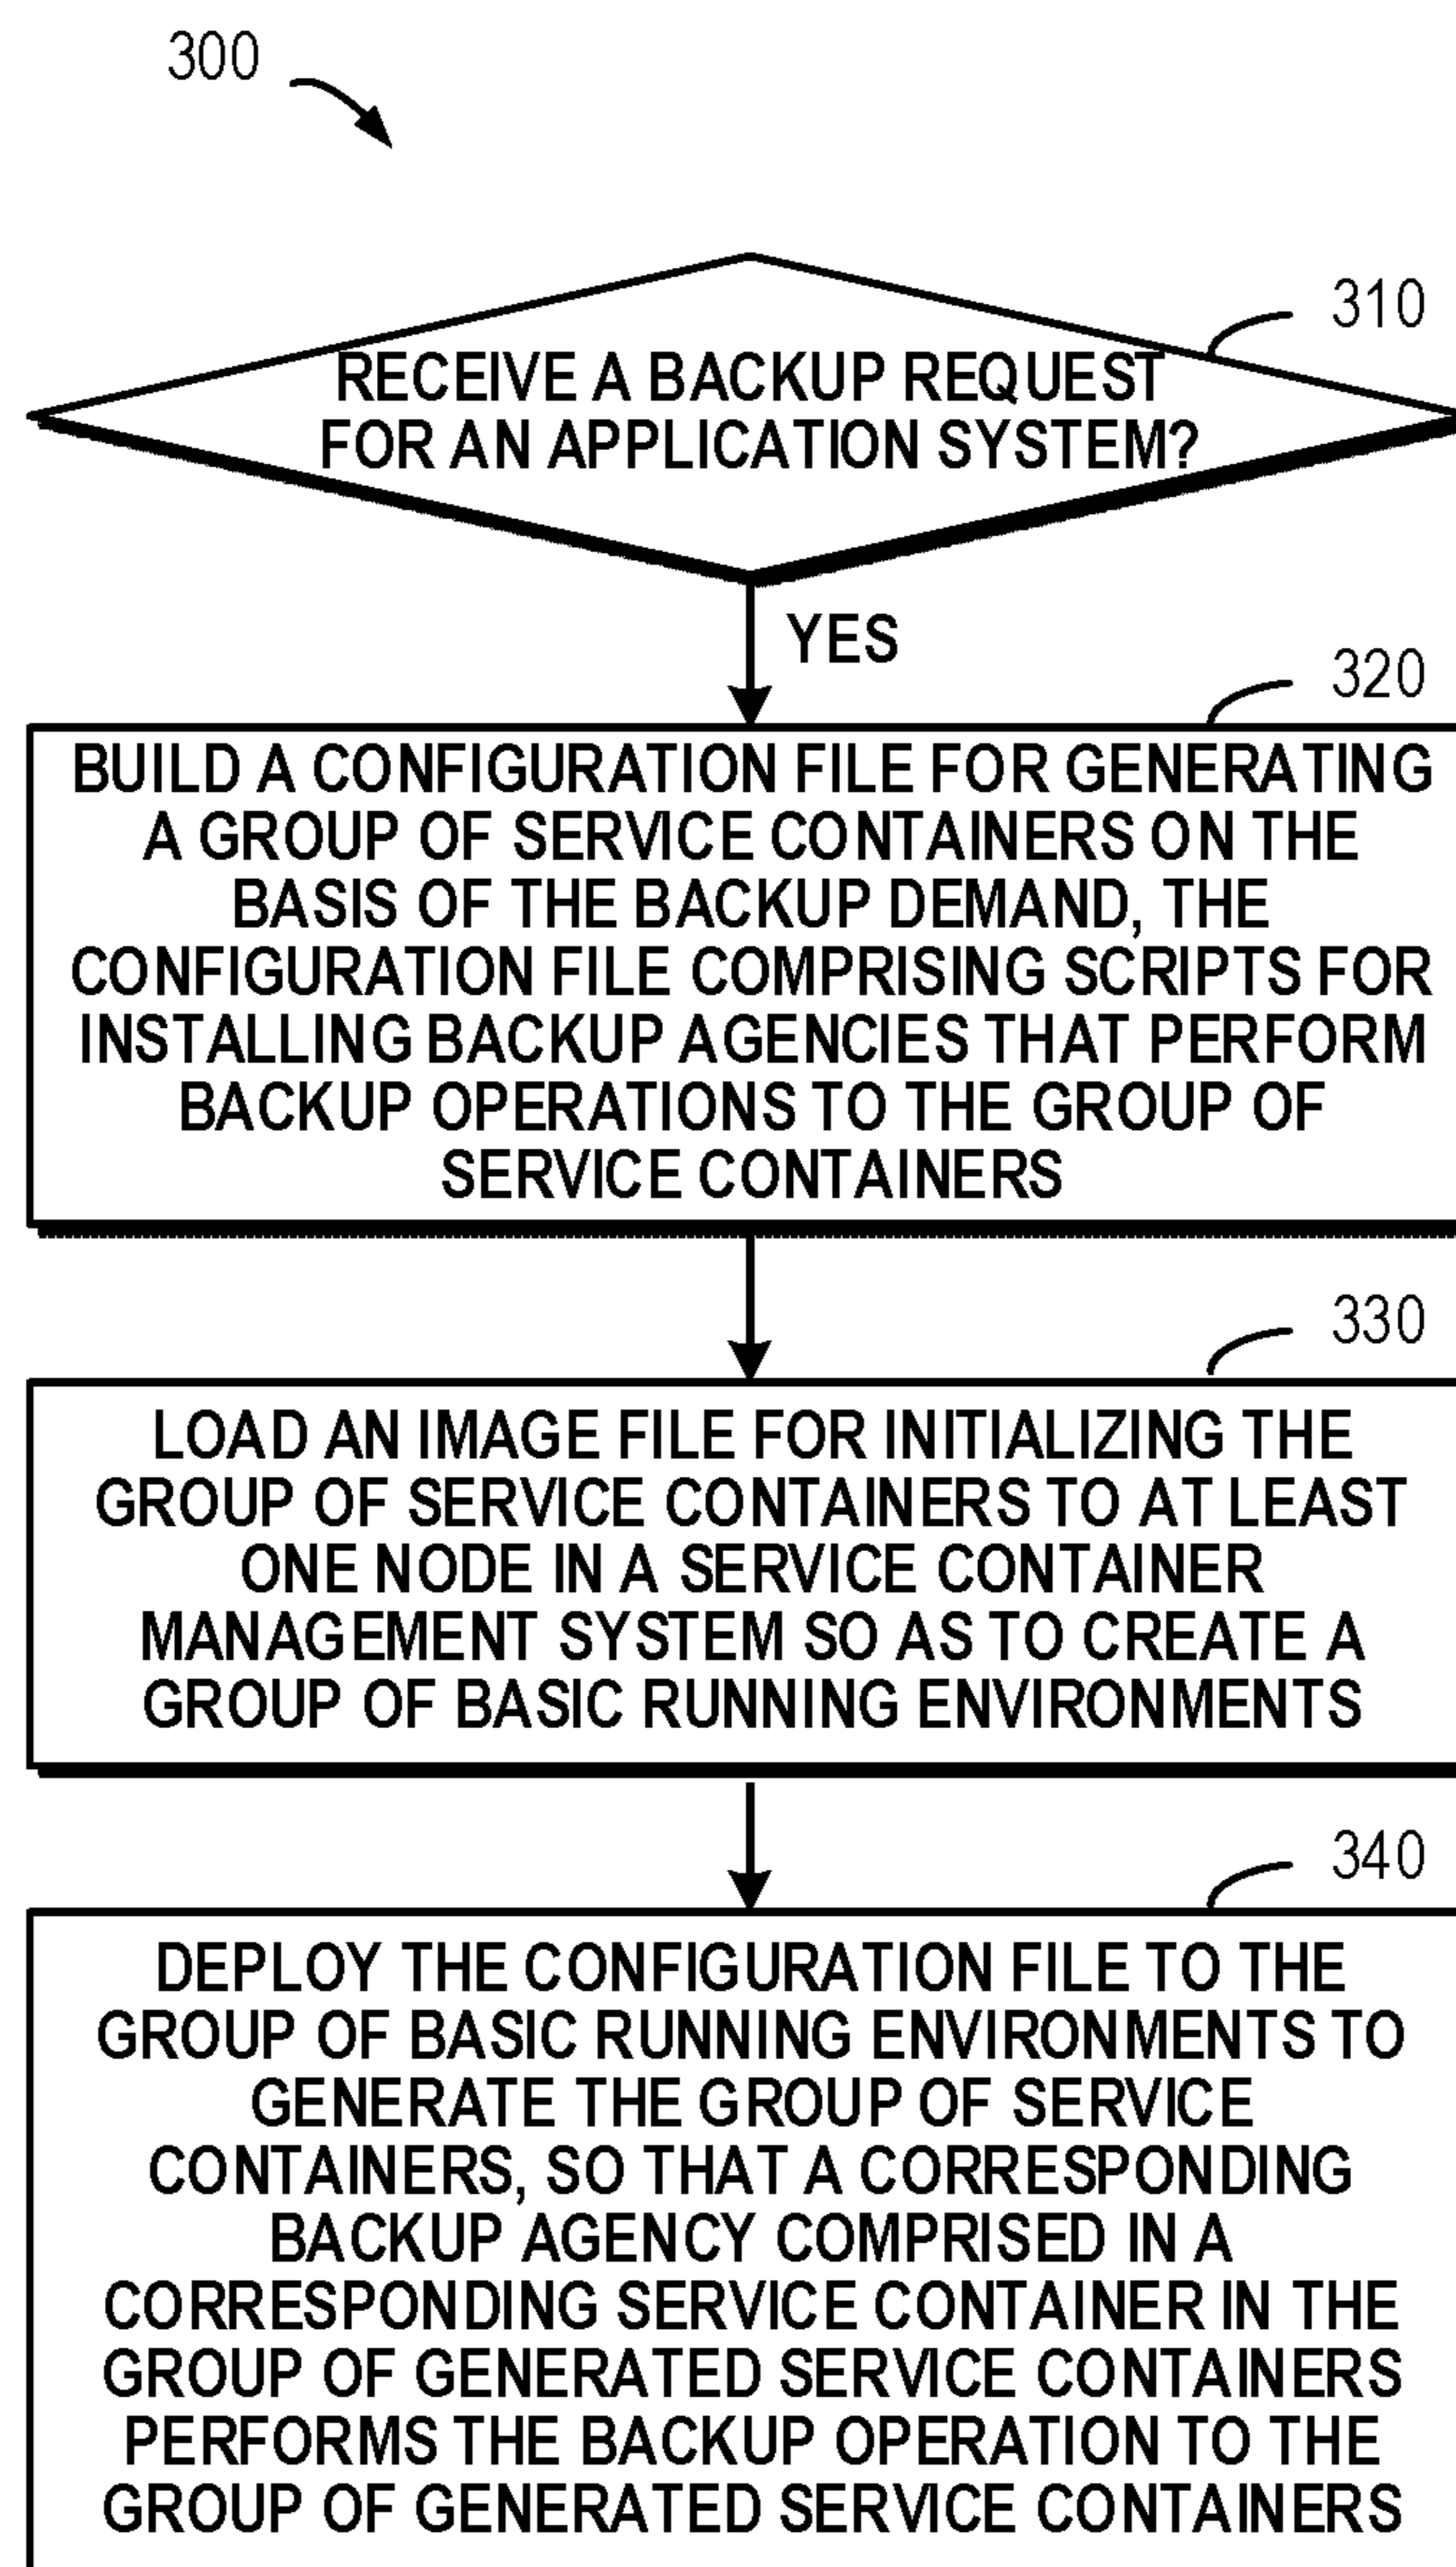 300
310
RECEIVE A BACKUP REQUEST
FOR AN APPLICATION SYSTEM?
YES
320
BUILD A CONFIGURATION FILE FOR GENERATING
A GROUP OF SERVICE CONTAINERS ON THE
BASIS OF THE BACKUP DEMAND, THE
CONFIGURATION FILE COMPRISING SCRIPTS FOR
INSTALLING BACKUP AGENCIES THAT PERFORM
BACKUP OPERATIONS TO THE GROUP OF
SERVICE CONTAINERS
330
LOAD AN IMAGE FILE FOR INITIALIZING THE
GROUP OF SERVICE CONTAINERS TO AT LEAST
ONE NODE IN A SERVICE CONTAINER
MANAGEMENT SYSTEM SO AS TO CREATE A
GROUP OF BASIC RUNNING ENVIRONMENTS
340
DEPLOY THE CONFIGURATION FILE TO THE
GROUP OF BASIC RUNNING ENVIRONMENTS TO
GENERATE THE GROUP OF SERVICE
CONTAINERS, SO THAT A CORRESPONDING
BACKUP AGENCY COMPRISED IN A
CORRESPONDING SERVICE CONTAINER IN THE
GROUP OF GENERATED SERVICE CONTAINERS
PERFORMS THE BACKUP OPERATION TO THE
GROUP OF GENERATED SERVICE CONTAINERS